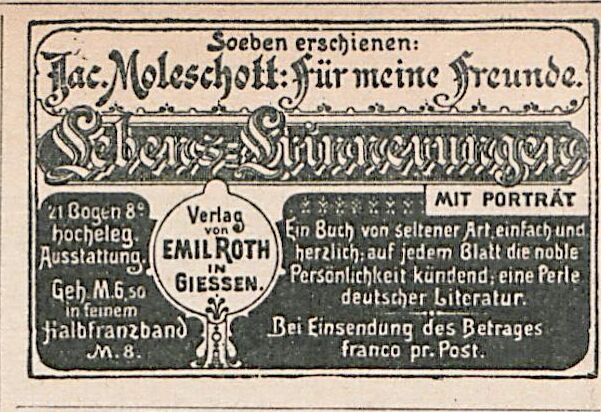 Soeben erschienen:
Jac. Moleschott: Für meine Freunde.
Lebens-Erinnerungen
MIT PORTRÄT
21 Bogen 8°
hocheleg.
Ausstattung.
Geh. M. 6,50
in feinem
Halbfranzband
M. 8.
Verlag
von
EMIL ROTH
IN
GIESSEN.
Ein Buch von seltener Art, einfach und
herzlich; auf jedem Blatt die noble
Persönlichkeit kündend; eine Perle
deutscher Literatur.
Bei Einsendung des Betrages
franco pr. Post.